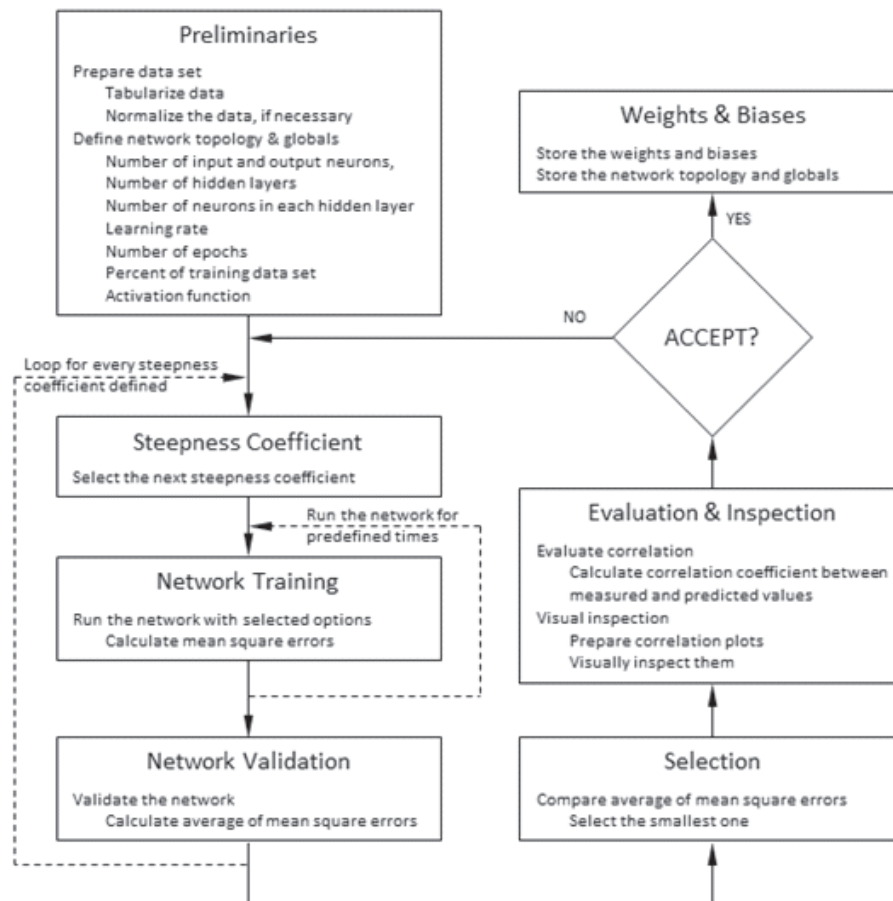 Preliminaries
Prepare data set
Tabularize data
Normalize the data, if necessary
Define network topology & globals
Number of input and output neurons,
Number of hidden layers
Number of neurons in each hidden layer
Learning rate
Number of epochs
Percent of training data set
Activation function
Loop for every steepness
coefficient defined
Steepness Coefficient
Select the next steepness coefficient
Run the network for
predefined times
Network Training
Run the network with selected options
Calculate mean square errors
Network Validation
Validate the network
Calculate average of mean square errors
Selection
Compare average of mean square errors
Select the smallest one
Evaluation & Inspection
Evaluate correlation
Calculate correlation coefficient between
measured and predicted values
Visual inspection
Prepare correlation plots
Visually inspect them
ACCEPT?
NO
YES
Weights & Biases
Store the weights and biases
Store the network topology and globals